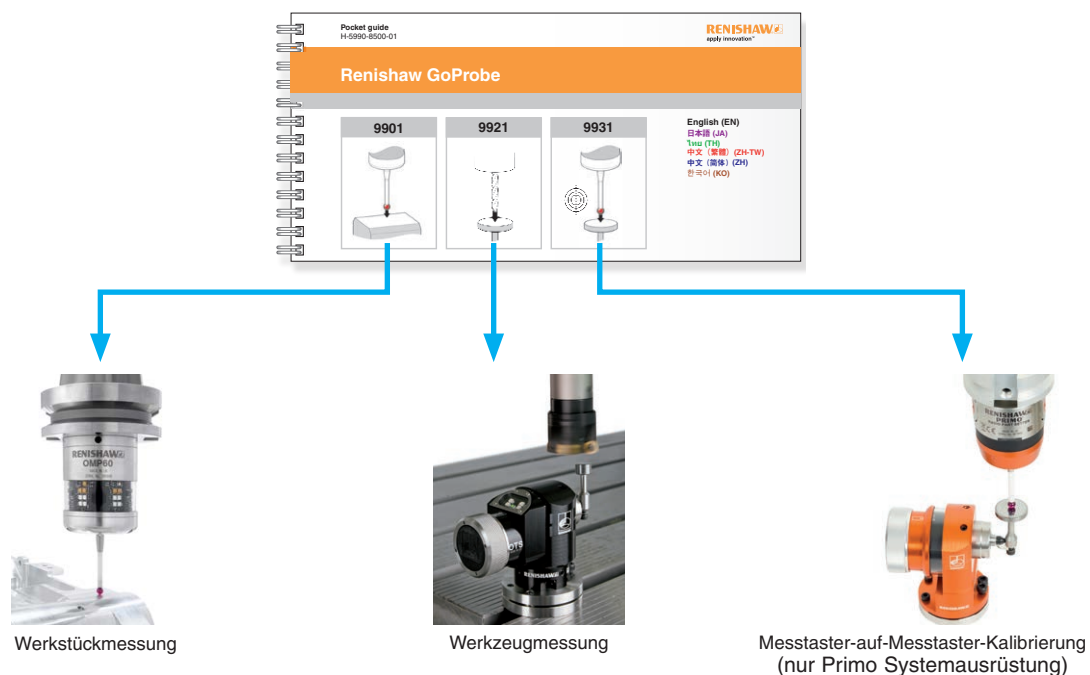 Pocket guide
H-5990-8500-01
RENISHAW
apply innovation™
Renishaw GoProbe
9901
9921
9931
English (EN)
日本語 (JA)
ไทย (TH)
中文（繁體）(ZH-TW)
中文（简体）(ZH)
한국어 (KO)
RENISHAW
OMP60
OTS
RENISHAW
RENISHAW
PRIMO
Werkstückmessung
Werkzeugmessung
Messtaster-auf-Messtaster-Kalibrierung
(nur Primo Systemausrüstung)